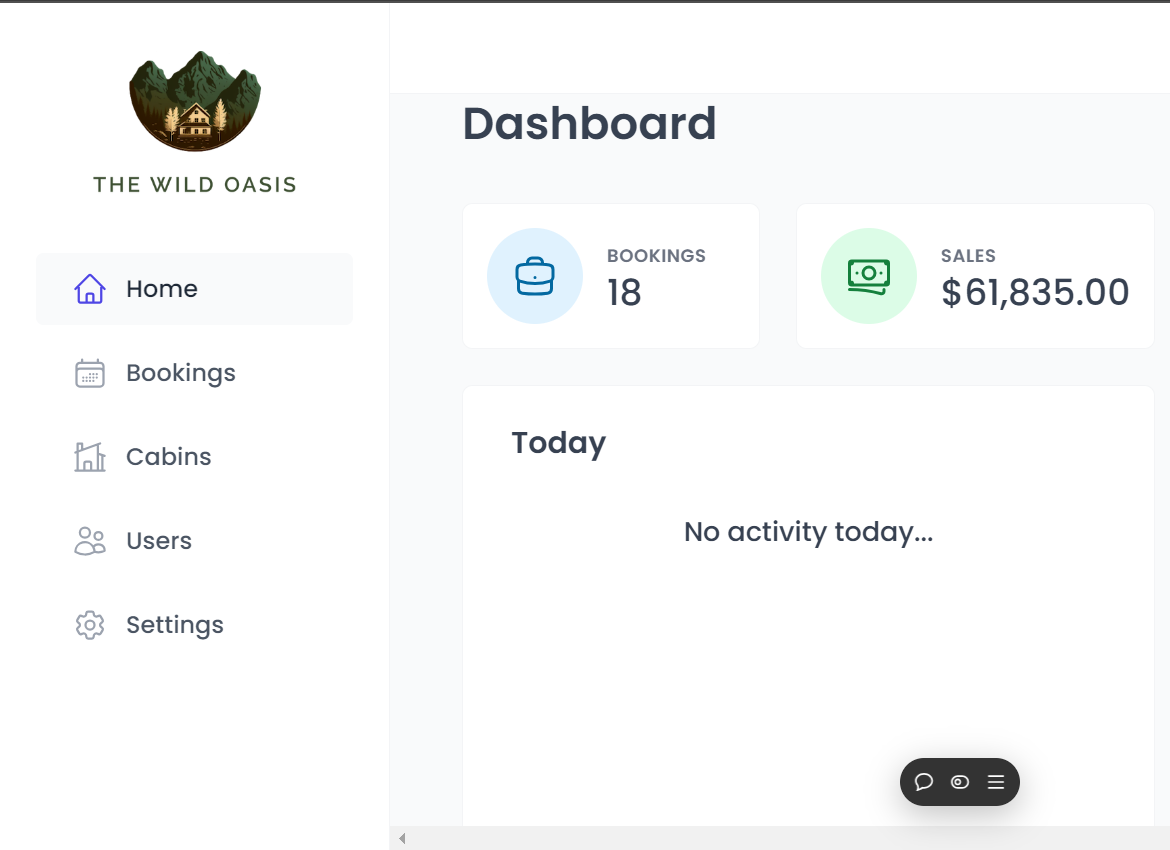 THE WILD OASIS
Home
Bookings
Cabins
Users
Settings
Dashboard
BOOKINGS
18
SALES
$61,835.00
Today
No activity today...